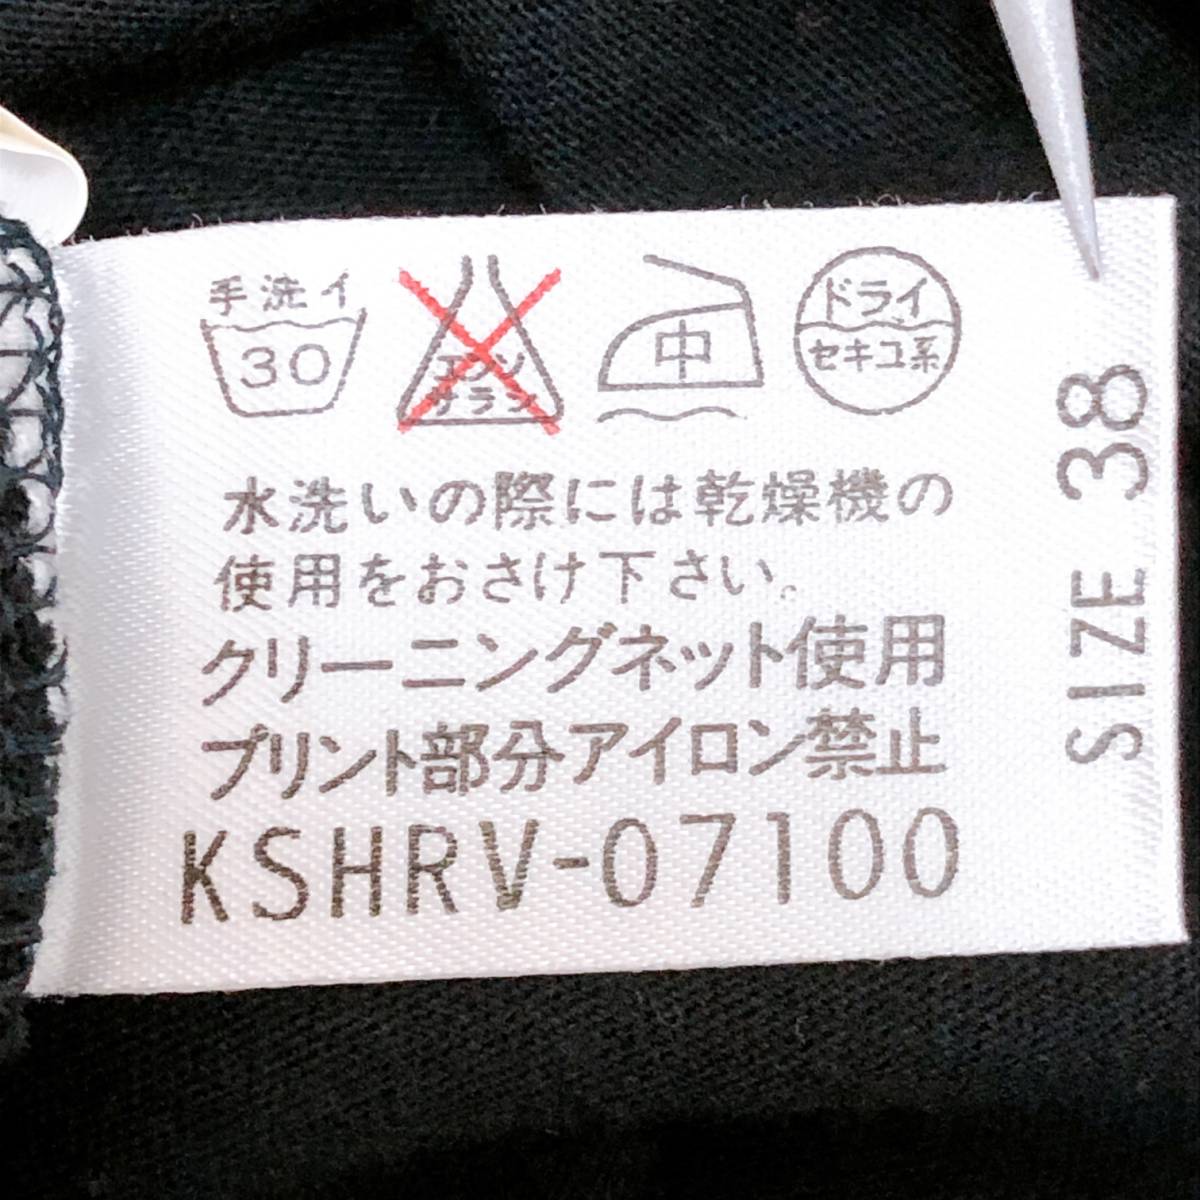 手洗イ
30
エンソ
サラシ
中
ドライ
セキユ系
水洗いの際には乾燥機の
使用をおさけ下さい。
クリーニングネット使用
プリント部分アイロン禁止
KSHRV-07100
SIZE 38